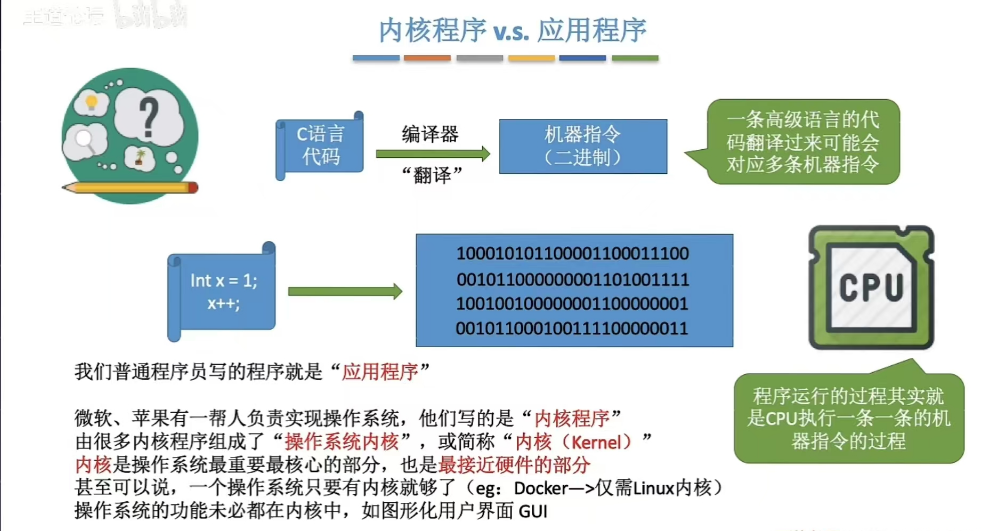 bilibili
内核程序 v.s. 应用程序
C语言
代码
编译器
“翻译”
机器指令
（二进制）
一条高级语言的代
码翻译过来可能会
对应多条机器指令
Int x = 1;
x++;
1000101011000011000111​00
0010110000000011010011​11
1001001000000011000000​01
0010110001001111000000​11
CPU
我们普通程序员写的程序就是“应用程序”
程序运行的过程其实就
是CPU执行一条一条的机
器指令的过程
微软、苹果有一帮人负责实现操作系统，他们写的是“内核程序”
由很多内核程序组成了“操作系统内核”，或简称“内核（Kernel）”
内核是操作系统最重要最核心的部分，也是最接近硬件的部分
甚至可以说，一个操作系统只要有内核就够了（eg：Docker—>仅需Linux内核）
操作系统的功能未必都在内核中，如图形化用户界面 GUI